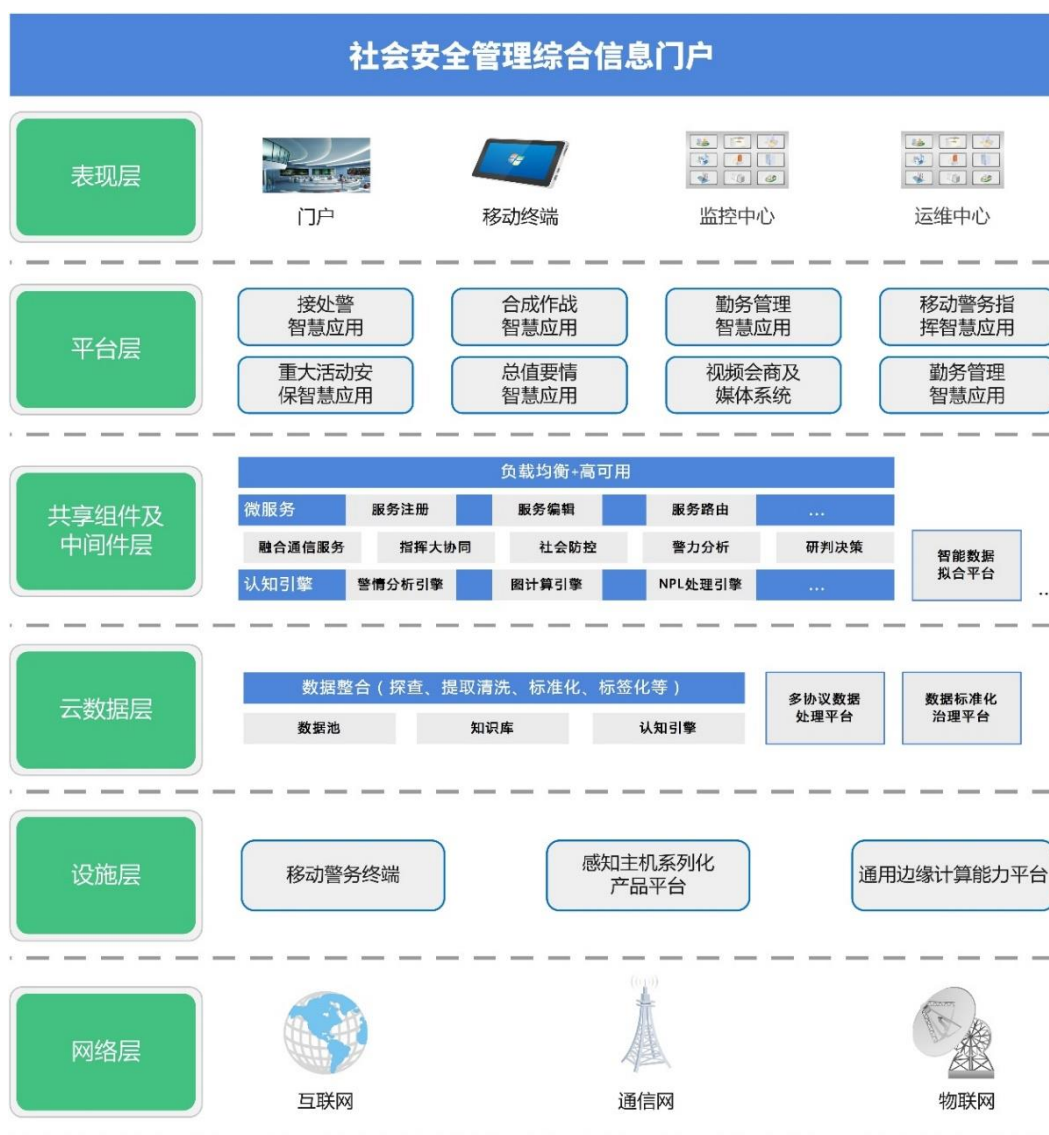 社会安全管理综合信息门户
表现层
门户
移动终端
监控中心
运维中心
平台层
接处警
智慧应用
合成作战
智慧应用
勤务管理
智慧应用
移动警务指
挥智慧应用
重大活动安
保智慧应用
总值要情
智慧应用
视频会商及
媒体系统
勤务管理
智慧应用
共享组件及
中间件层
负载均衡+高可用
微服务
服务注册
服务编辑
服务路由
...
融合通信服务
指挥大协同
社会防控
警力分析
研判决策
认知引擎
警情分析引擎
图计算引擎
NPL处理引擎
...
智能数据
拟合平台
..
云数据层
数据整合（探查、提取清洗、标准化、标签化等）
数据池
知识库
认知引擎
多协议数据
处理平台
数据标准化
治理平台
设施层
移动警务终端
感知主机系列化
产品平台
通用边缘计算能力平台
网络层
互联网
通信网
物联网